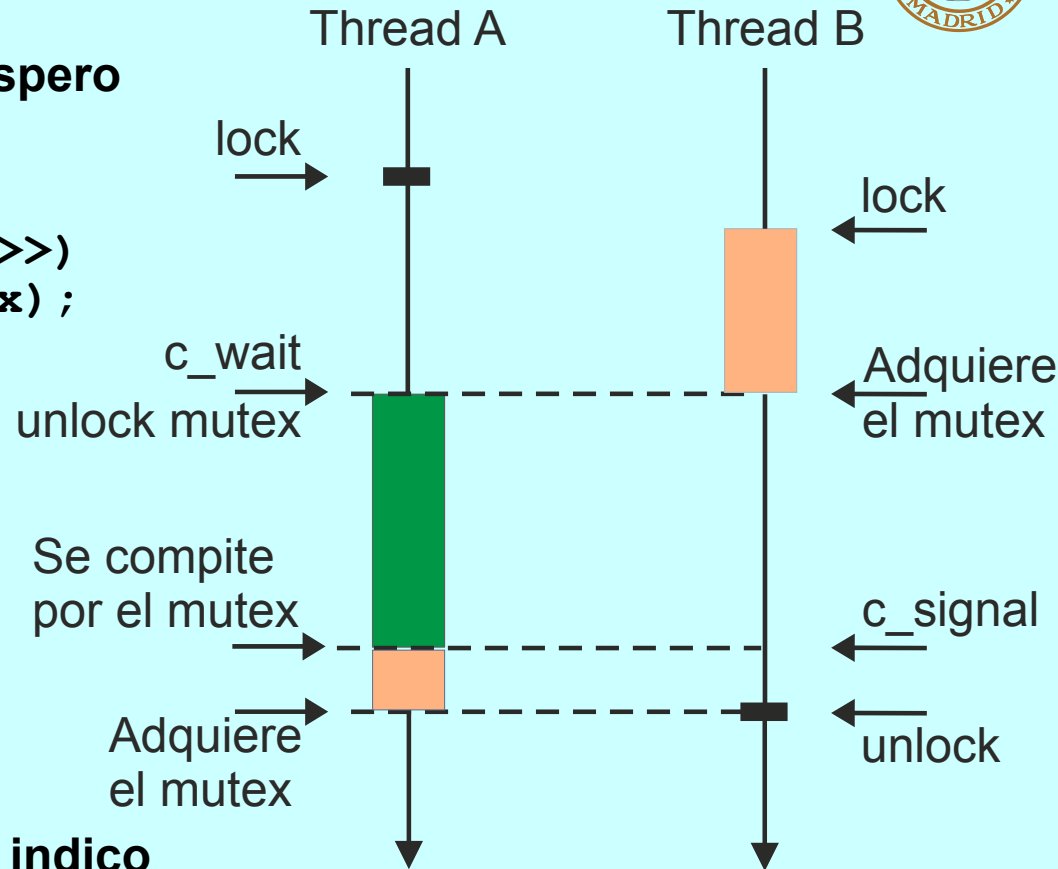 Thread A
Thread B
MADRID
spero
lock
lock
>>)
x);
c_wait
unlock mutex
Adquiere
el mutex
Se compite
por el mutex
c_signal
Adquiere
el mutex
unlock
indico